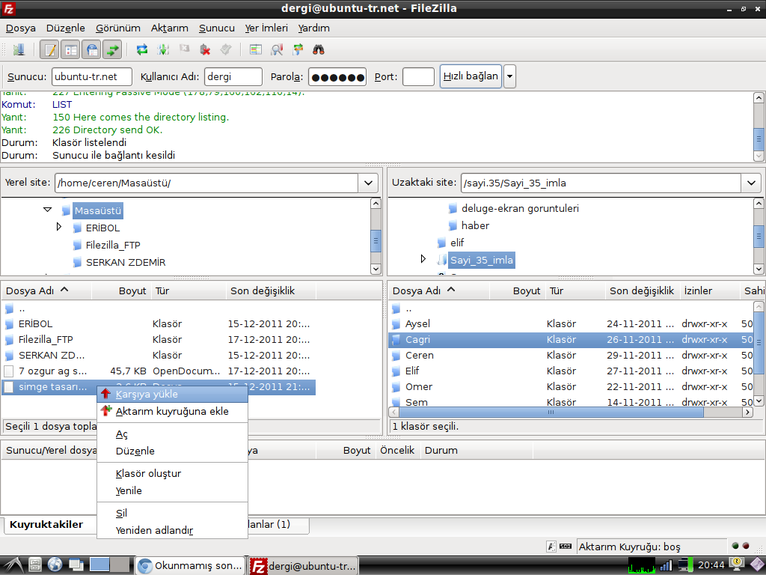 dergi@ubuntu-tr.net - FileZilla
Dosya Düzenle Görünüm Aktarım Sunucu Yer İmleri Yardım
Sunucu: ubuntu-tr.net Kullanıcı Adı: dergi Parola: ●●●●●● Port: Hızlı bağlan
Yanıt: 227 Entering Passive Mode
Komut: LIST
Yanıt: 150 Here comes the directory listing.
Yanıt: 226 Directory send OK.
Durum: Klasör listelendi
Durum: Sunucu ile bağlantı kesildi
Yerel site: /home/ceren/Masaüstü/
Masaüstü
ERİBOL
Filezilla_FTP
SERKAN ZDEMİR
Uzaktaki site: /sayi.35/Sayi_35_imla
deluge-ekran goruntuleri
haber
elif
Sayi_35_imla
Dosya Adı Boyut Tür Son değişiklik
..
ERİBOL Klasör 15-12-2011 20:...
Filezilla_FTP Klasör 17-12-2011 20:...
SERKAN ZD... Klasör 15-12-2011 20:...
7 ozgur ag s... 45,7 KB OpenDocum... 17-12-2011 20:...
simge tasarı... 15-12-2011 21:...
Seçili 1 dosya topla
Dosya Adı Boyut Tür Son değişiklik İzinler Sahi
..
Aysel Klasör 24-11-2011 ... drwxr-xr-x 50
Cagri Klasör 26-11-2011 ... drwxr-xr-x 50
Ceren Klasör 29-11-2011 ... drwxr-xr-x 50
Elif Klasör 27-11-2011 ... drwxr-xr-x 50
Omer Klasör 22-11-2011 ... drwxr-xr-x 50
Sem Klasör 14-11-2011 ... drwxr-xr-x 50
1 klasör seçili.
Karşıya yükle
Aktarım kuyruğuna ekle
Aç
Düzenle
Klasör oluştur
Yenile
Sil
Yeniden adlandır
Sunucu/Yerel dosya ya Boyut Öncelik Durum
Kuyruktakiler lanlar (1)
Aktarım Kuyruğu: boş
Okunmamış son... dergi@ubuntu-tr... 20:44